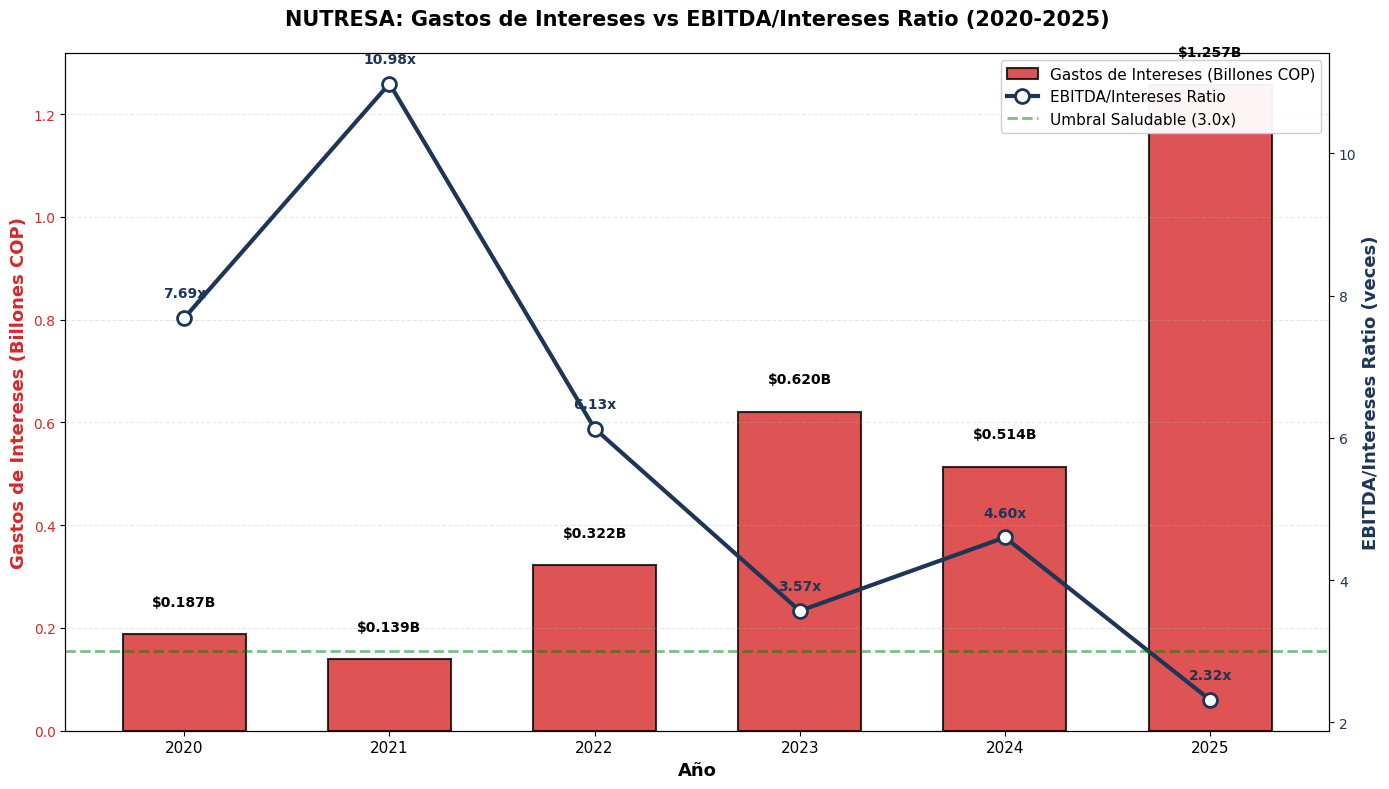 NUTRESA: Gastos de Intereses vs EBITDA/Intereses Ratio (2020-2025)
Gastos de Intereses (Billones COP)
EBITDA/Intereses Ratio
Umbral Saludable (3.0x)
Gastos de Intereses (Billones COP)
1.2
1.0
0.8
0.6
0.4
0.2
0.0
$0.187B
$0.139B
$0.322B
$0.620B
$0.514B
$1.257B
7.69x
10.98x
6.13x
3.57x
4.60x
2.32x
10
8
6
4
2
EBITDA/Intereses Ratio (veces)
2020
2021
2022
2023
2024
2025
Año